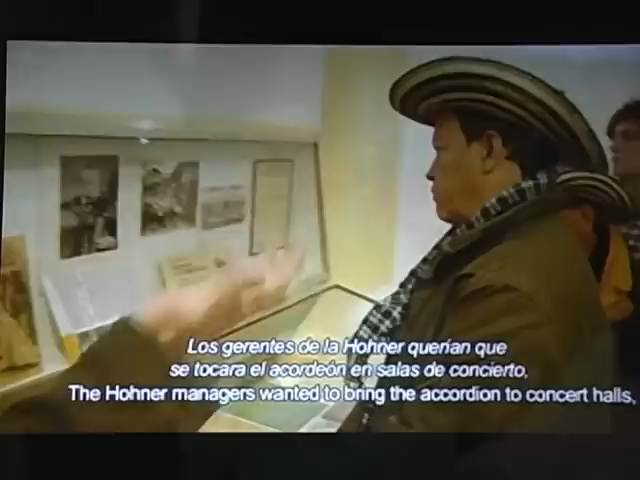 Los gerentes de la Hohner querían que
se tocara el acordeón en salas de concierto,
The Hohner managers wanted to bring the accordion to concert halls,